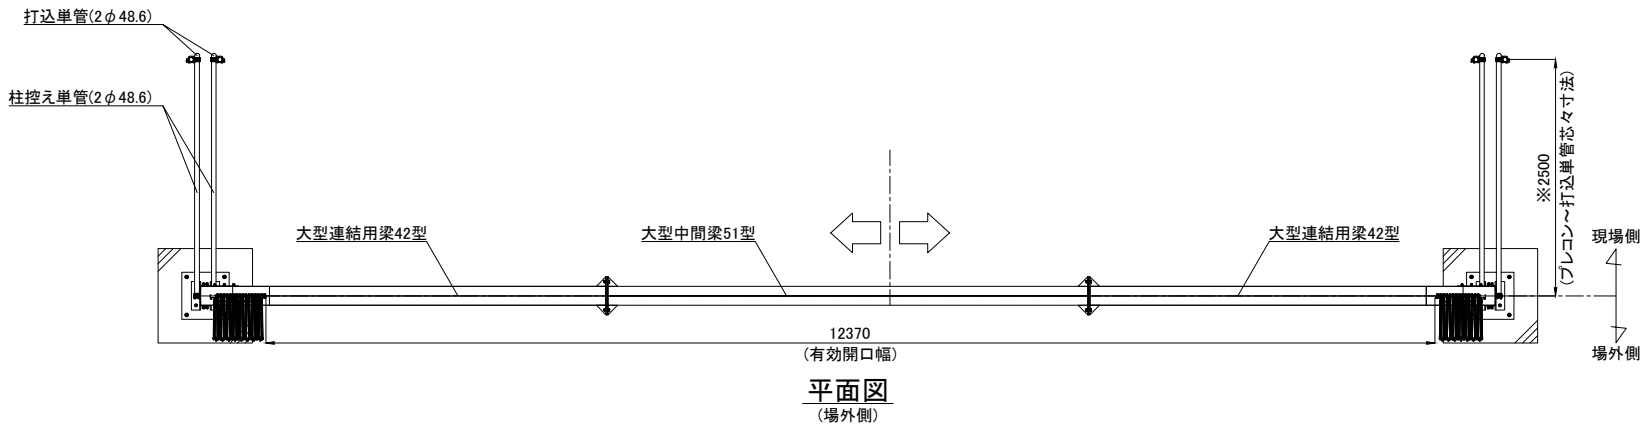 打込単管(2φ48.6)
柱控え単管(2φ48.6)
大型連結用梁42型
大型中間梁51型
大型連結用梁42型
※2500
(プレコン~打込単管芯々寸法)
現場側
場外側
12370
(有効開口幅)
平面図
(場外側)